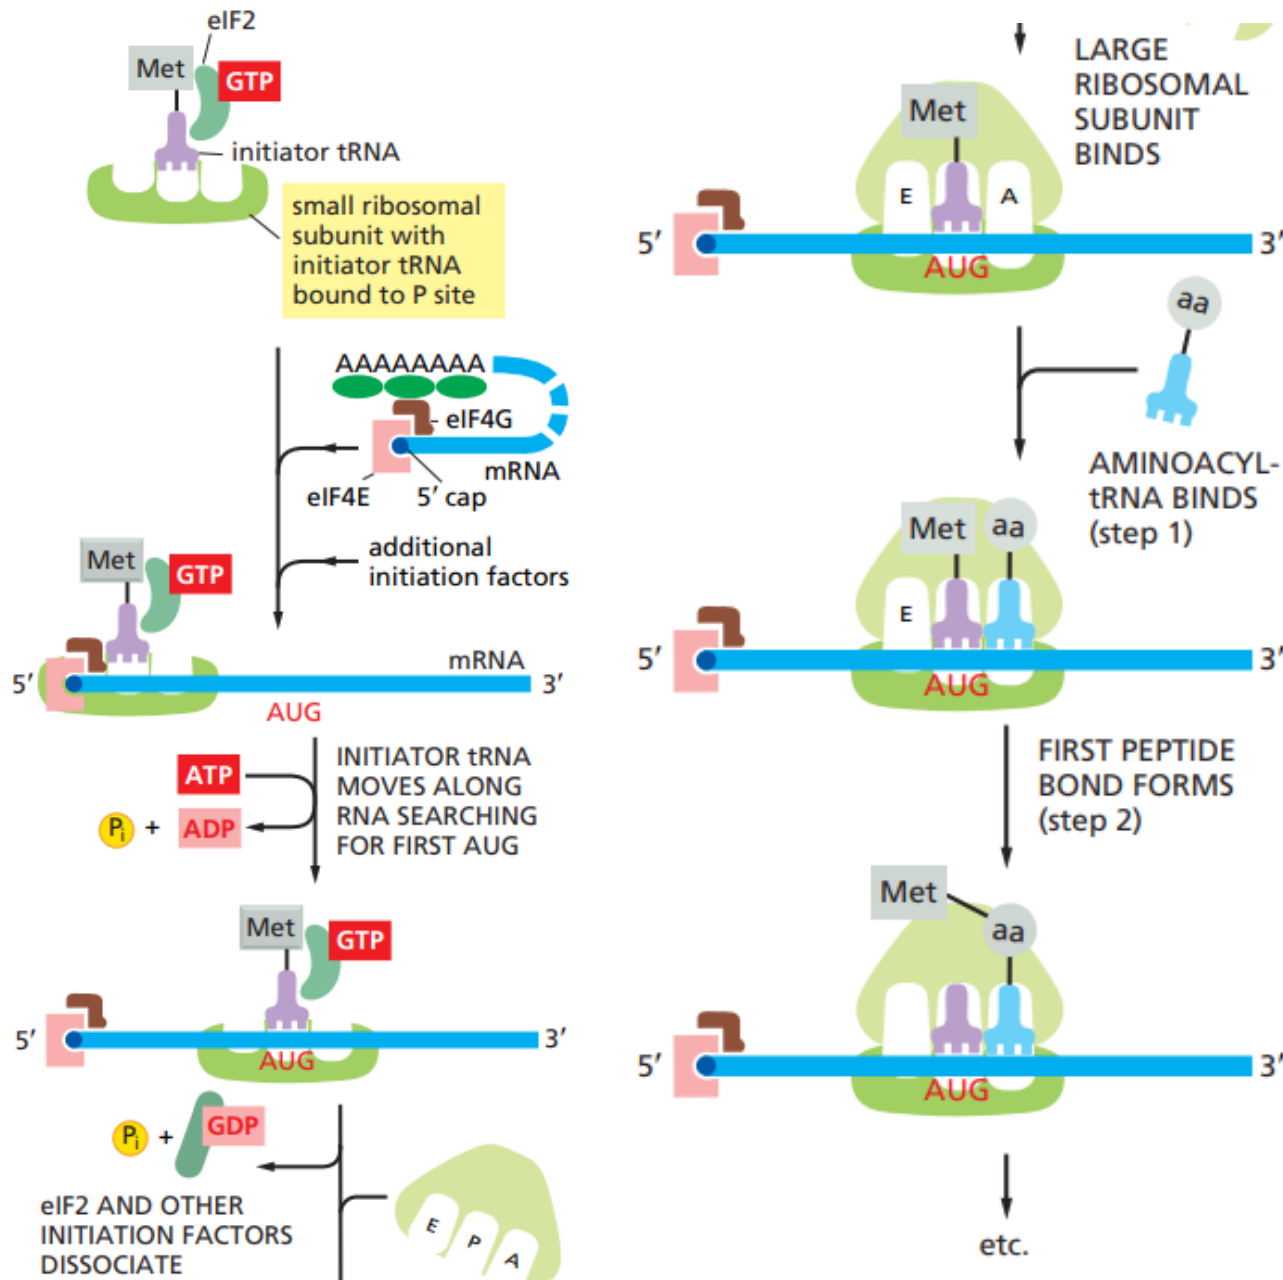 eIF2
Met
GTP
initiator tRNA
small ribosomal
subunit with
initiator tRNA
bound to P site
AAAAAAAA
eIF4G
mRNA
eIF4E
5′ cap
additional
initiation factors
Met
GTP
mRNA
5′
3′
AUG
ATP
Pi + ADP
INITIATOR tRNA
MOVES ALONG
RNA SEARCHING
FOR FIRST AUG
Met
GTP
5′
3′
AUG
Pi + GDP
eIF2 AND OTHER
INITIATION FACTORS
DISSOCIATE
E P A
LARGE
RIBOSOMAL
SUBUNIT
BINDS
Met
E
A
5′
3′
AUG
aa
AMINOACYL-
tRNA BINDS
(step 1)
Met
aa
E
5′
3′
AUG
FIRST PEPTIDE
BOND FORMS
(step 2)
Met
aa
5′
3′
AUG
etc.